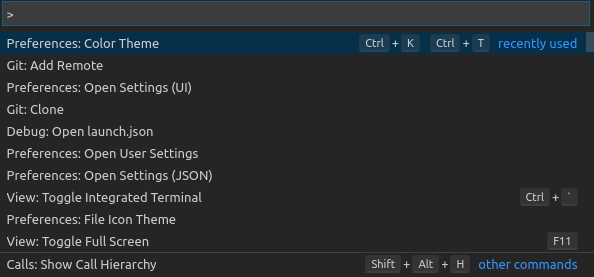 >
Preferences: Color Theme Ctrl + K Ctrl + T recently used
Git: Add Remote
Preferences: Open Settings (UI)
Git: Clone
Debug: Open launch.json
Preferences: Open User Settings
Preferences: Open Settings (JSON)
View: Toggle Integrated Terminal Ctrl + `
Preferences: File Icon Theme
View: Toggle Full Screen F11
Calls: Show Call Hierarchy Shift + Alt + H other commands